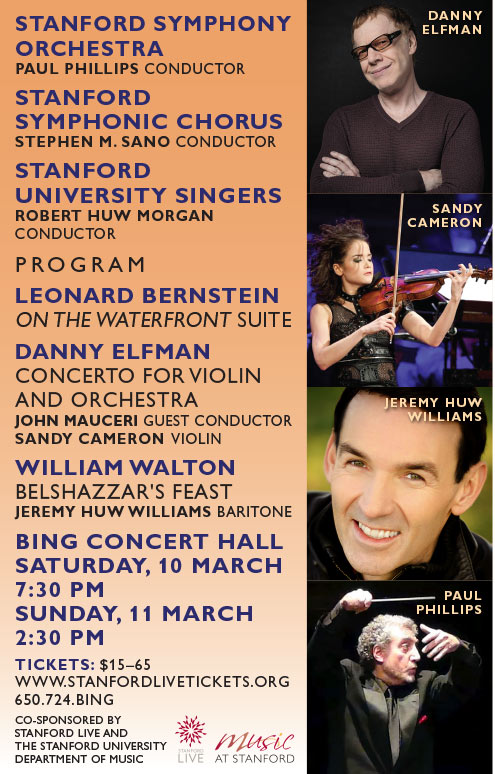 STANFORD SYMPHONY
ORCHESTRA
PAUL PHILLIPS CONDUCTOR
STANFORD
SYMPHONIC CHORUS
STEPHEN M. SANO CONDUCTOR
STANFORD
UNIVERSITY SINGERS
ROBERT HUW MORGAN
CONDUCTOR
PROGRAM
LEONARD BERNSTEIN
ON THE WATERFRONT SUITE
DANNY ELFMAN
CONCERTO FOR VIOLIN
AND ORCHESTRA
JOHN MAUCERI GUEST CONDUCTOR
SANDY CAMERON VIOLIN
WILLIAM WALTON
BELSHAZZAR'S FEAST
JEREMY HUW WILLIAMS BARITONE
BING CONCERT HALL
SATURDAY, 10 MARCH
7:30 PM
SUNDAY, 11 MARCH
2:30 PM
TICKETS: $15–65
WWW.STANFORDLIVETICKETS.ORG
650.724.BING
CO-SPONSORED BY
STANFORD LIVE AND
THE STANFORD UNIVERSITY
DEPARTMENT OF MUSIC
STANFORD
LIVE
music
AT STANFORD
DANNY
ELFMAN
SANDY
CAMERON
JEREMY HUW
WILLIAMS
PAUL
PHILLIPS